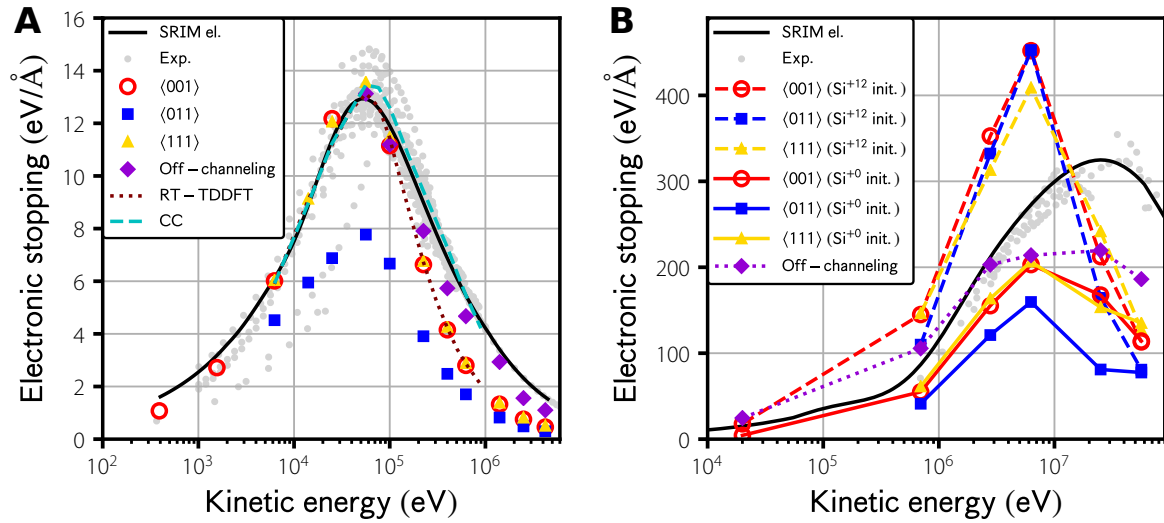 A
Electronic stopping (eV/Å)
16
14
12
10
8
6
4
2
0
SRIM el.
Exp.
⟨001⟩
⟨011⟩
⟨111⟩
Off−channeling
RT−TDDFT
CC
10² 10³ 10⁴ 10⁵ 10⁶
Kinetic energy (eV)
B
Electronic stopping (eV/Å)
400
300
200
100
0
SRIM el.
Exp.
⟨001⟩ (Si⁺¹² init.)
⟨011⟩ (Si⁺¹² init.)
⟨111⟩ (Si⁺¹² init.)
⟨001⟩ (Si⁺⁰ init.)
⟨011⟩ (Si⁺⁰ init.)
⟨111⟩ (Si⁺⁰ init.)
Off−channeling
10⁴ 10⁵ 10⁶ 10⁷
Kinetic energy (eV)